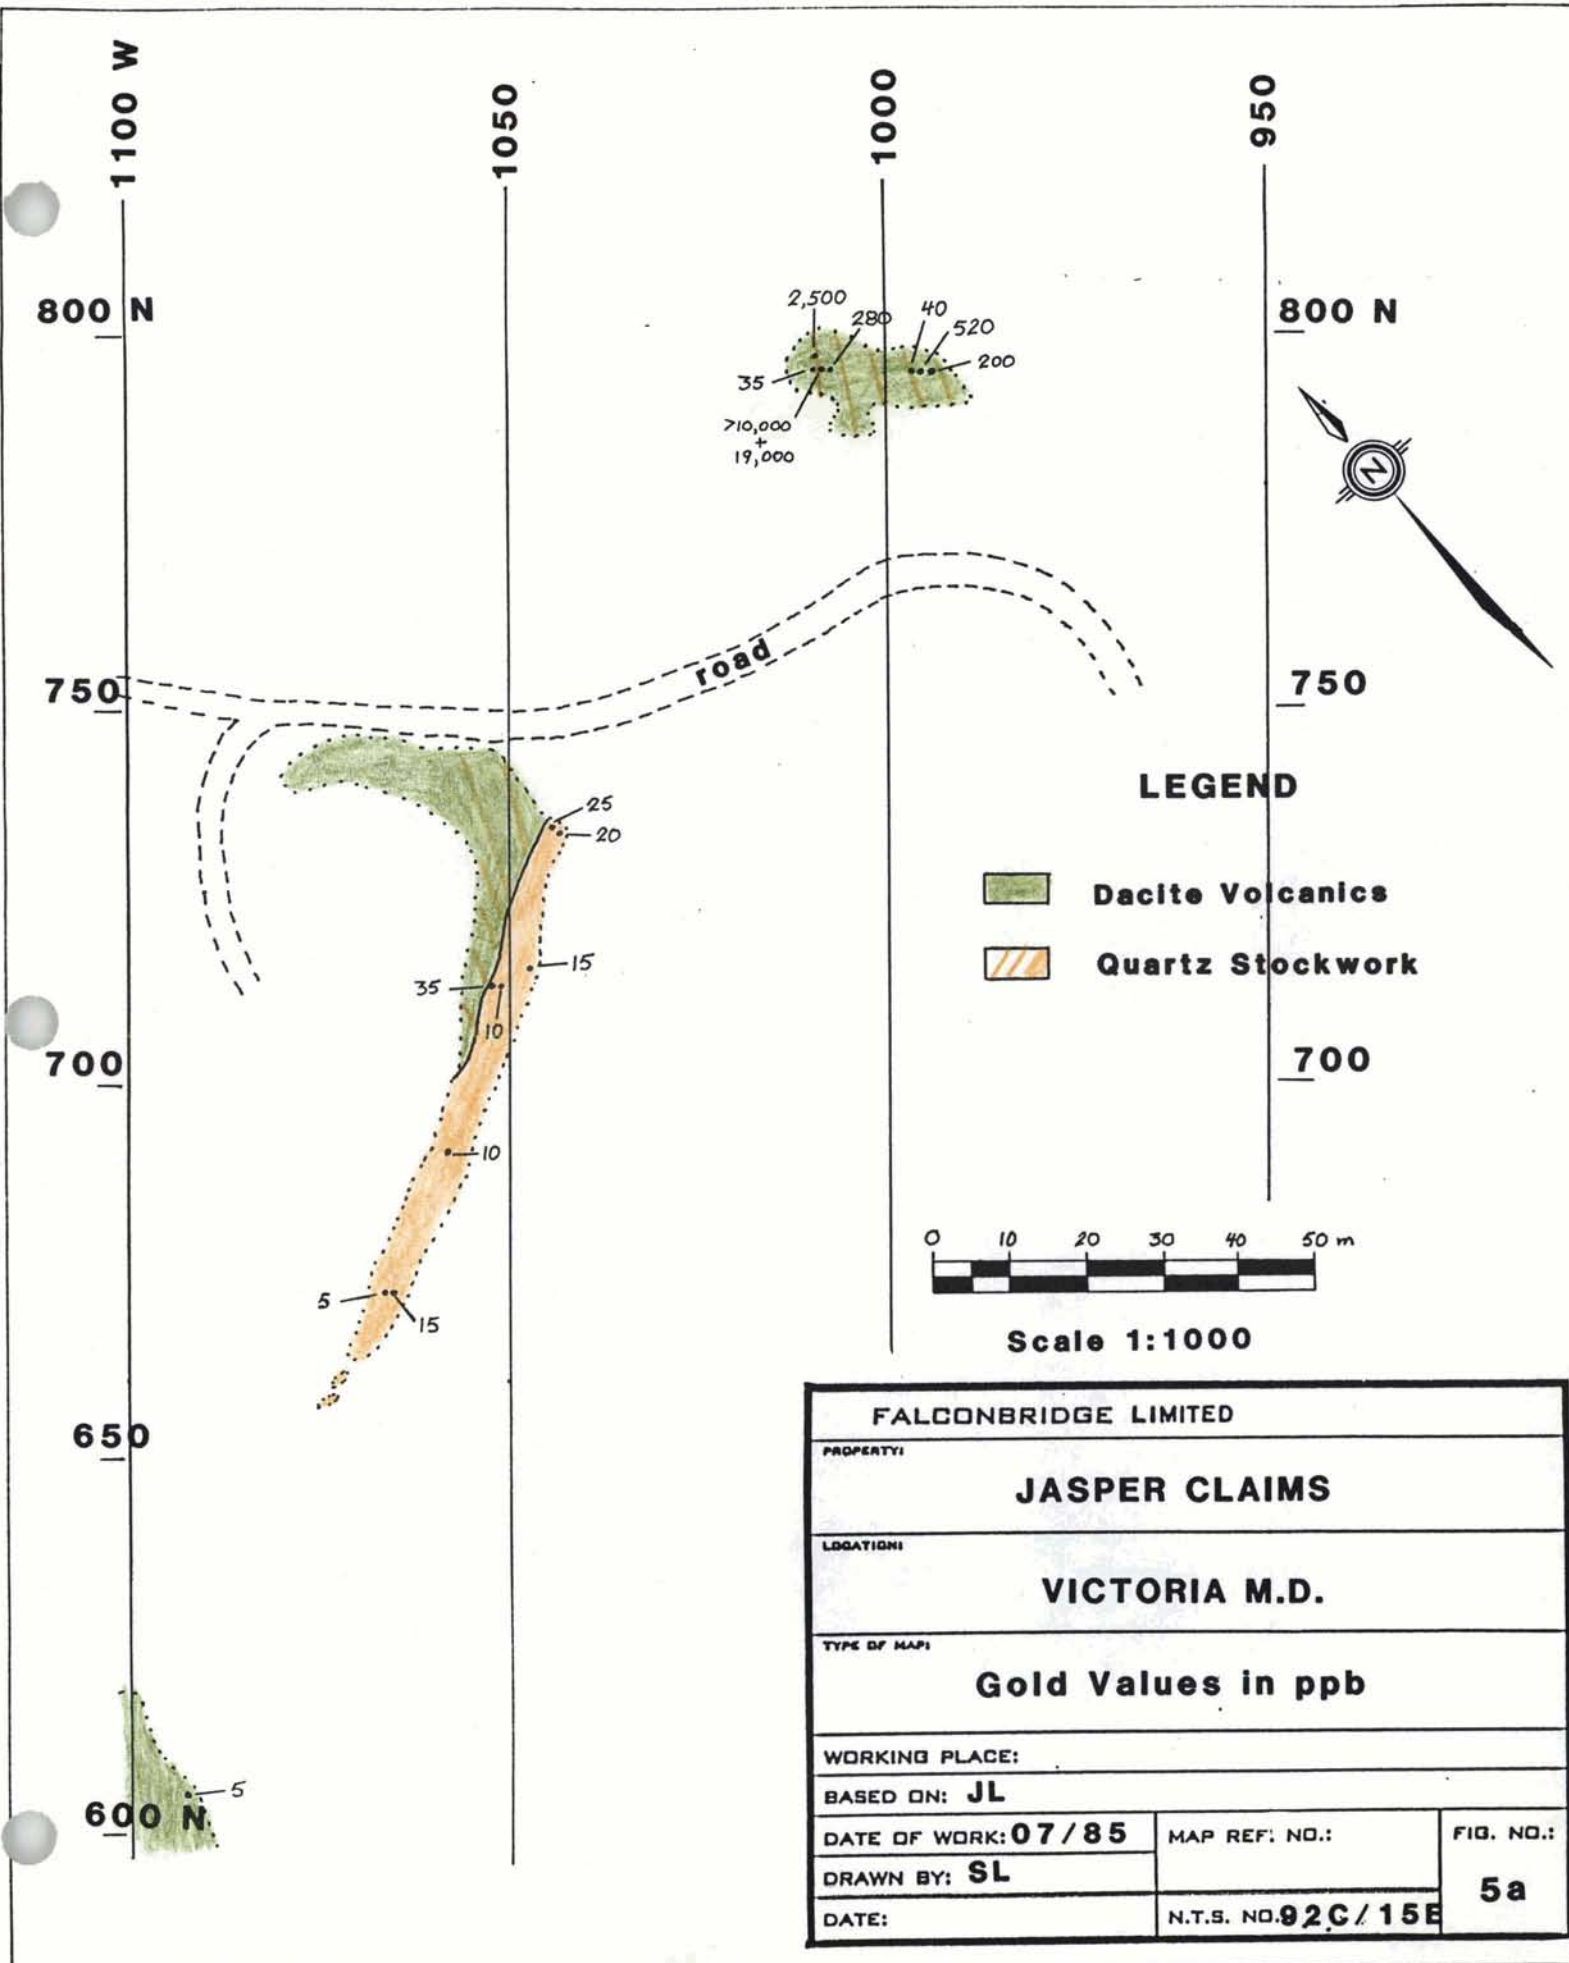 1100 W
1050
1000
950
800 N
800 N
2,500
280
40
520
200
35
>10,000
+
19,000
N
road
750
750
LEGEND
25
20
Dacite Volcanics
Quartz Stockwork
15
35
10
700
700
10
0 10 20 30 40 50 m
5
15
Scale 1:1000
650
FALCONBRIDGE LIMITED
PROPERTY:
JASPER CLAIMS
LOCATION:
VICTORIA M.D.
TYPE OF MAP:
Gold Values in ppb
WORKING PLACE:
BASED ON: JL
DATE OF WORK: 07/85
MAP REF. NO.:
FIG. NO.:
DRAWN BY: SL
5a
DATE:
N.T.S. NO. 92C/15E
5
600 N